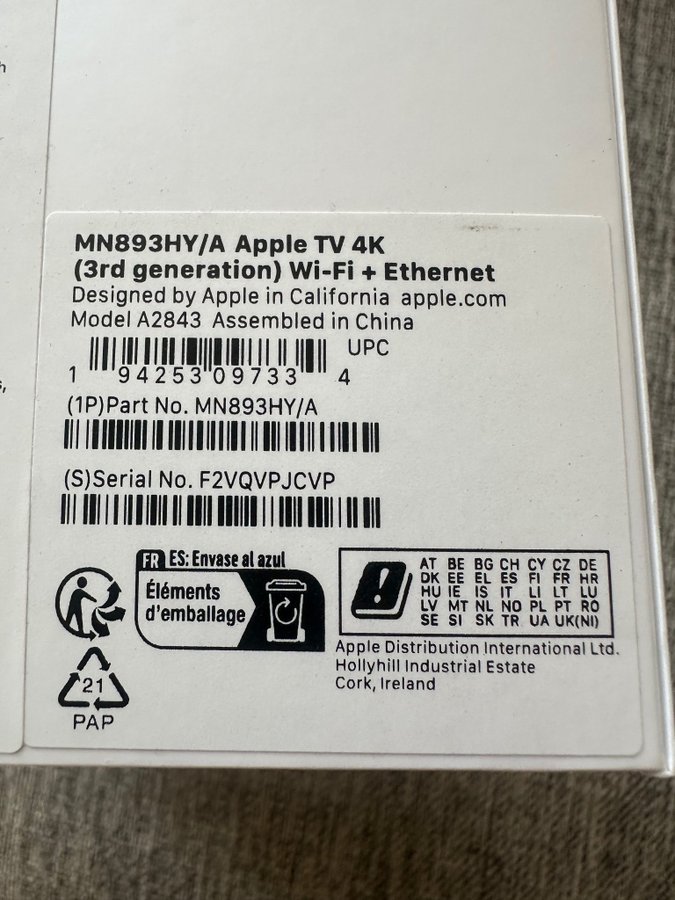 h
s,
MN893HY/A Apple TV 4K
(3rd generation) Wi-Fi + Ethernet
Designed by Apple in California apple.com
Model A2843 Assembled in China
UPC
1 94253 09733 4
(1P)Part No. MN893HY/A
(S)Serial No. F2VQVPJCVP
FR ES: Envase al azul
Éléments
d'emballage
AT BE BG CH CY CZ DE
DK EE EL ES FI FR HR
HU IE IS IT LI LT LU
LV MT NL NO PL PT RO
SE SI SK TR UA UK(NI)
Apple Distribution International Ltd.
Hollyhill Industrial Estate
Cork, Ireland
21
PAP